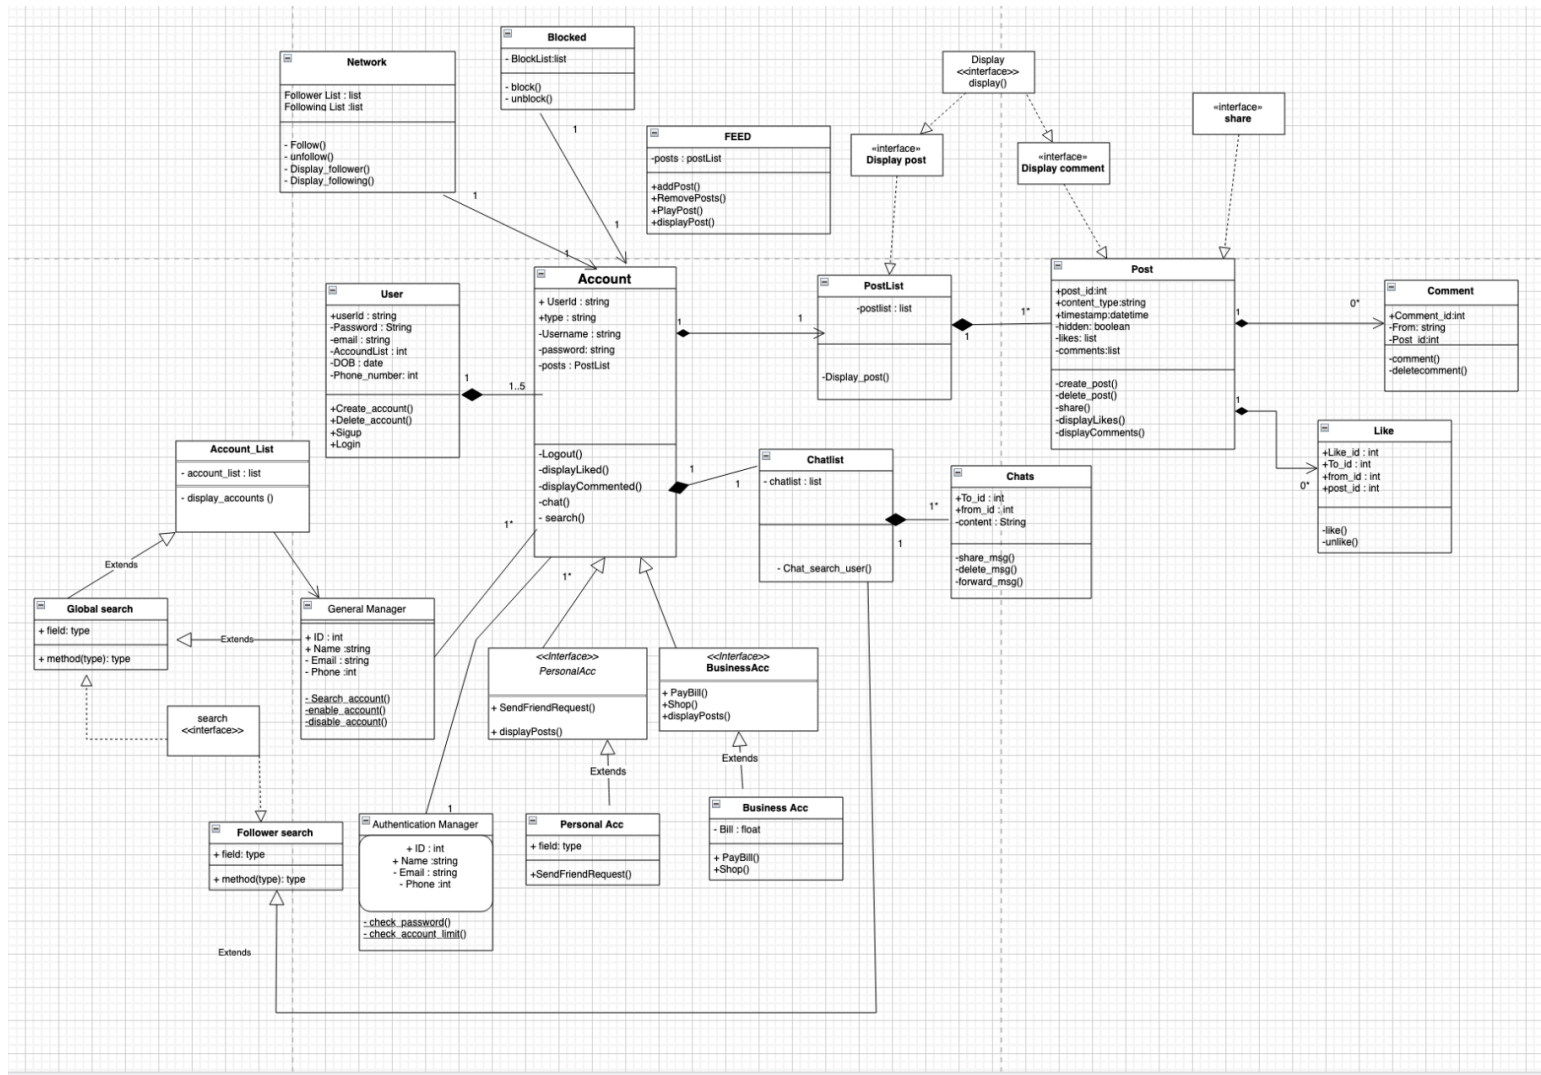 Network
Follower List : list
Following List :list
- Follow()
- unfollow()
- Display_follower()
- Display_following()
Blocked
- BlockList:list
- block()
- unblock()
1
1
1
1
FEED
-posts : postList
+addPost()
+RemovePosts()
+PlayPost()
+displayPost()
Display
<<interface>>
display()
«interface»
Display post
«interface»
Display comment
«interface»
share
User
+userId : string
-Password : String
-email : string
-AccoundList : int
-DOB : date
-Phone_number: int
+Create_account()
+Delete_account()
+Sigup
+Login
1
1..5
Account
+ UserId : string
+type : string
-Username : string
-password: string
-posts : PostList
-Logout()
-displayLiked()
-displayCommented()
-chat()
- search()
1
1
PostList
-postlist : list
-Display_post()
1
1*
Post
+post_id:int
+content_type:string
+timestamp:datetime
-hidden: boolean
-likes: list
-comments:list
-create_post()
-delete_post()
-share()
-displayLikes()
-displayComments()
1
0*
Comment
+Comment_id:int
-From: string
-Post_id:int
-comment()
-deletecomment()
1
0*
Like
+Like_id : int
+To_id : int
+from_id : int
+post_id : int
-like()
-unlike()
Account_List
- account_list : list
- display_accounts ()
Extends
1
1
Chatlist
- chatlist : list
- Chat_search_user()
1
1*
Chats
+To_id : int
+from_id : int
-content : String
-share_msg()
-delete_msg()
-forward_msg()
1*
1*
Global search
+ field: type
+ method(type): type
Extends
General Manager
+ ID : int
+ Name :string
- Email : string
- Phone :int
- Search_account()
-enable_account()
-disable_account()
<<Interface>>
PersonalAcc
+ SendFriendRequest()
+ displayPosts()
<<Interface>>
BusinessAcc
+ PayBill()
+Shop()
+displayPosts()
search
<<interface>>
Extends
Extends
1
Follower search
+ field: type
+ method(type): type
Authentication Manager
+ ID : int
+ Name :string
- Email : string
- Phone :int
- check_password()
- check_account_limit()
Personal Acc
+ field: type
+SendFriendRequest()
Business Acc
- Bill : float
+ PayBill()
+Shop()
Extends